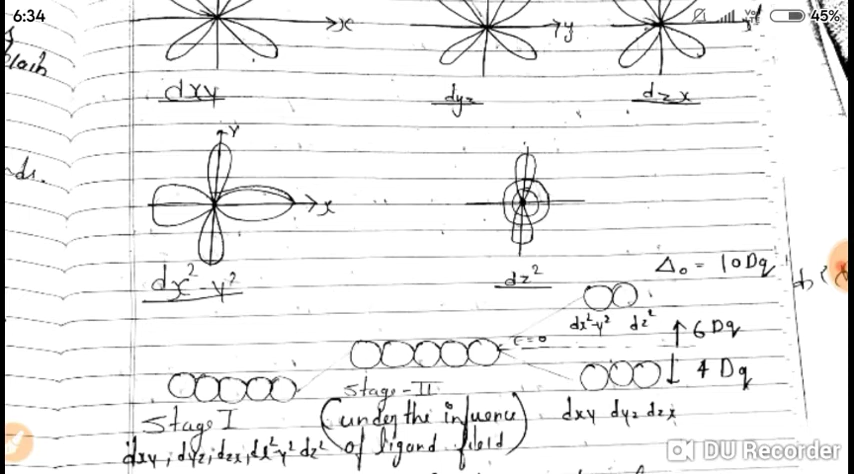 6:34
45%
x
y
dxy
dyz
dzx
ds.
Y
x
dx²-y²
dz²
Δo = 10Dq
dx²-y² dz²
↑ 6Dq
E=0
↓ 4Dq
Stage-II
dxy dyz dzx
Stage I
(under the influence
of ligand field)
dxy, dyz, dzx, dx²-y² dz²
DU Recorder